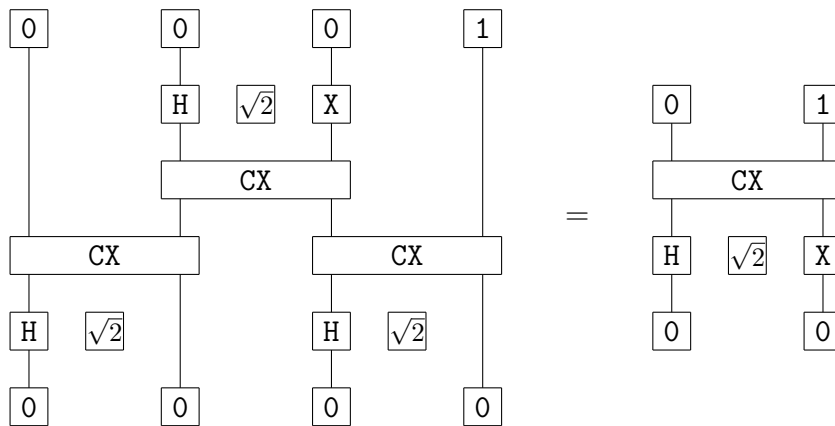 0 0 0 1
H √2 X
0 1
CX
CX
CX CX
=
H √2 X
H √2 H √2
0 0
0 0 0 0